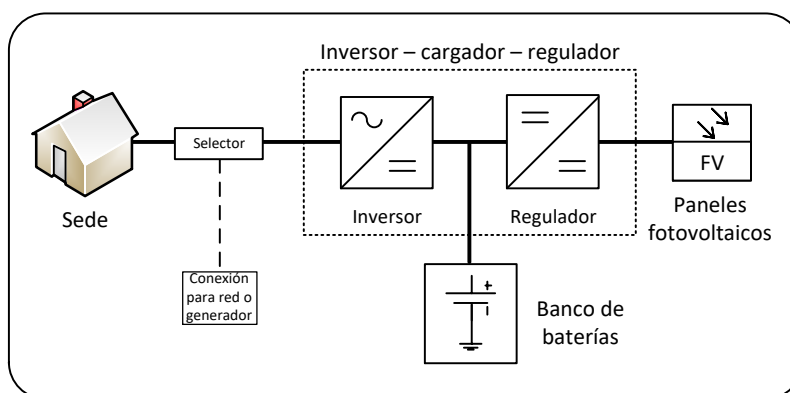 Inversor – cargador – regulador
Selector
FV
Sede
Inversor
Regulador
Paneles
fotovoltaicos
Conexión
para red o
generador
Banco de
baterías